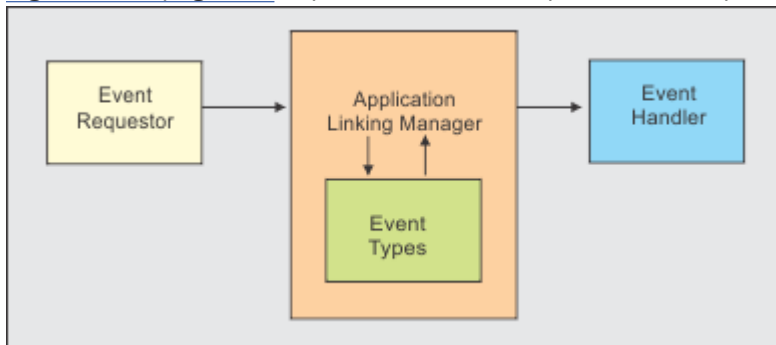 Event
Requestor
Application
Linking Manager
Event
Types
Event
Handler